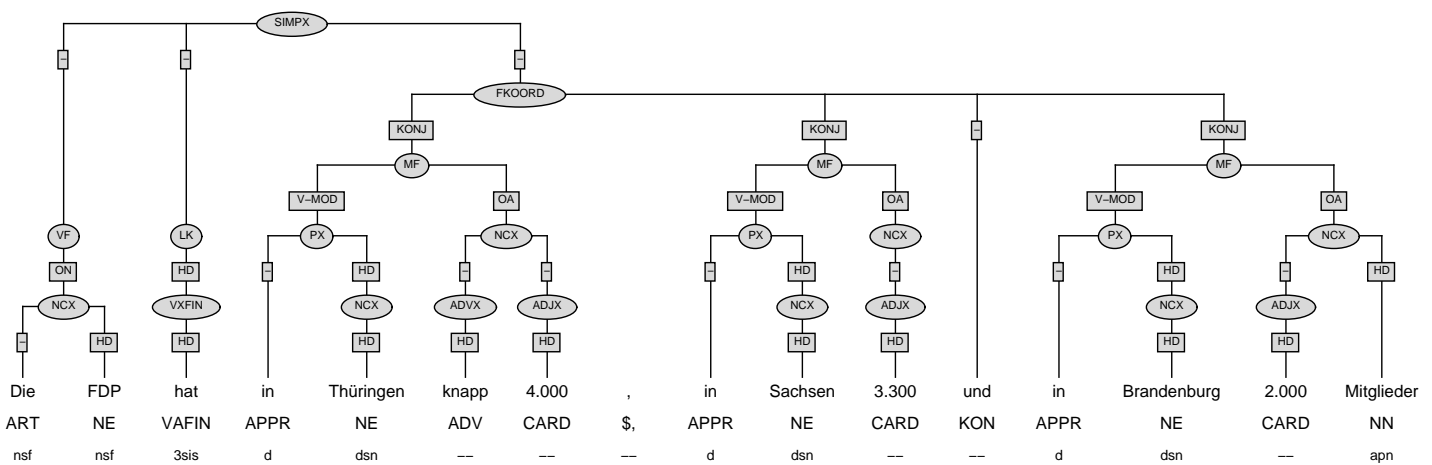 SIMPX
– – –
FKOORD
KONJ KONJ – KONJ
MF MF MF
V–MOD OA V–MOD OA V–MOD OA
VF LK PX NCX PX NCX PX NCX
ON HD – HD – – – HD – – HD – HD
NCX VXFIN NCX ADVX ADJX NCX ADJX NCX ADJX
– HD HD HD HD HD HD HD HD HD
Die FDP hat in Thüringen knapp 4.000 , in Sachsen 3.300 und in Brandenburg 2.000 Mitglieder
ART NE VAFIN APPR NE ADV CARD $, APPR NE CARD KON APPR NE CARD NN
nsf nsf 3sis d dsn –– –– –– d dsn –– –– d dsn –– apn